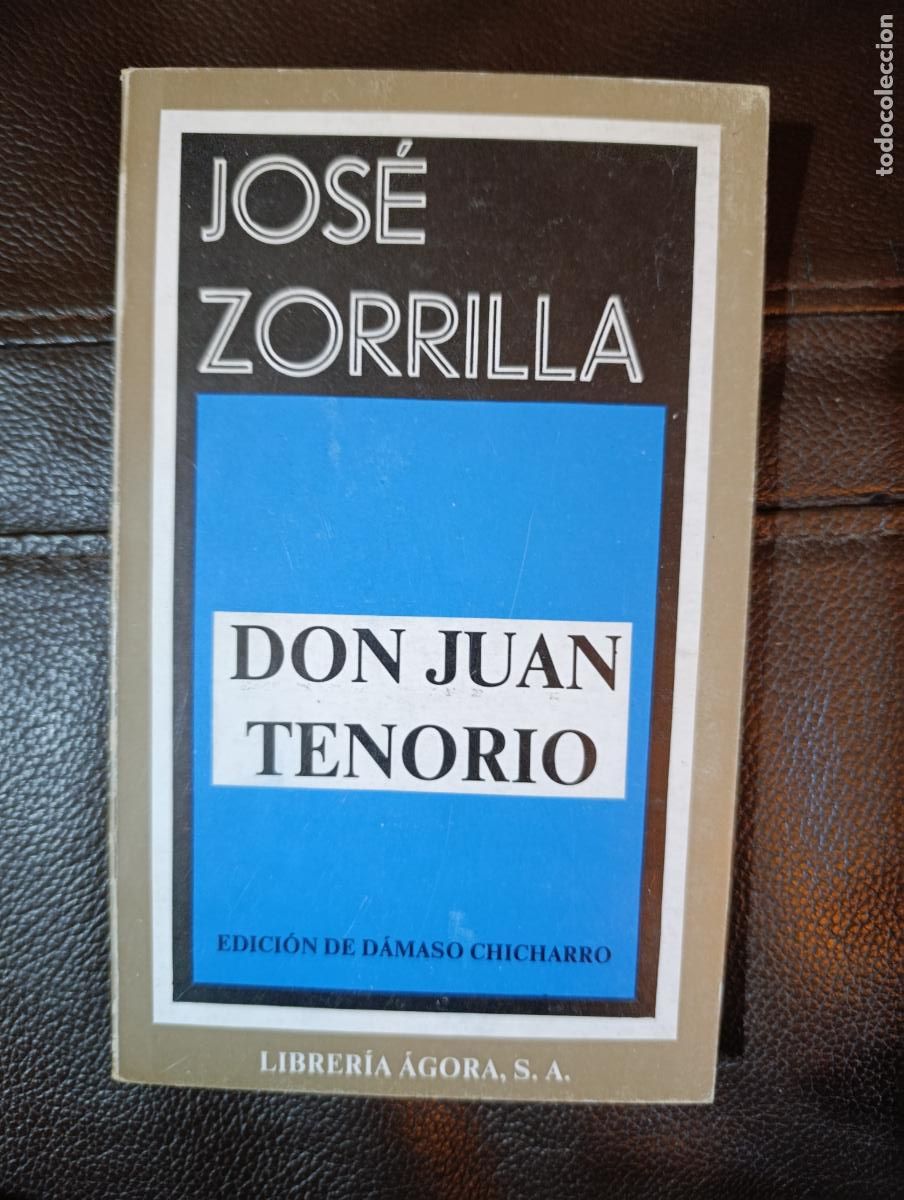 JOSÉ
ZORRILLA
DON JUAN
TENORIO
EDICIÓN DE DÁMASO CHICHARRO
LIBRERÍA ÁGORA, S. A.
todocoleccion